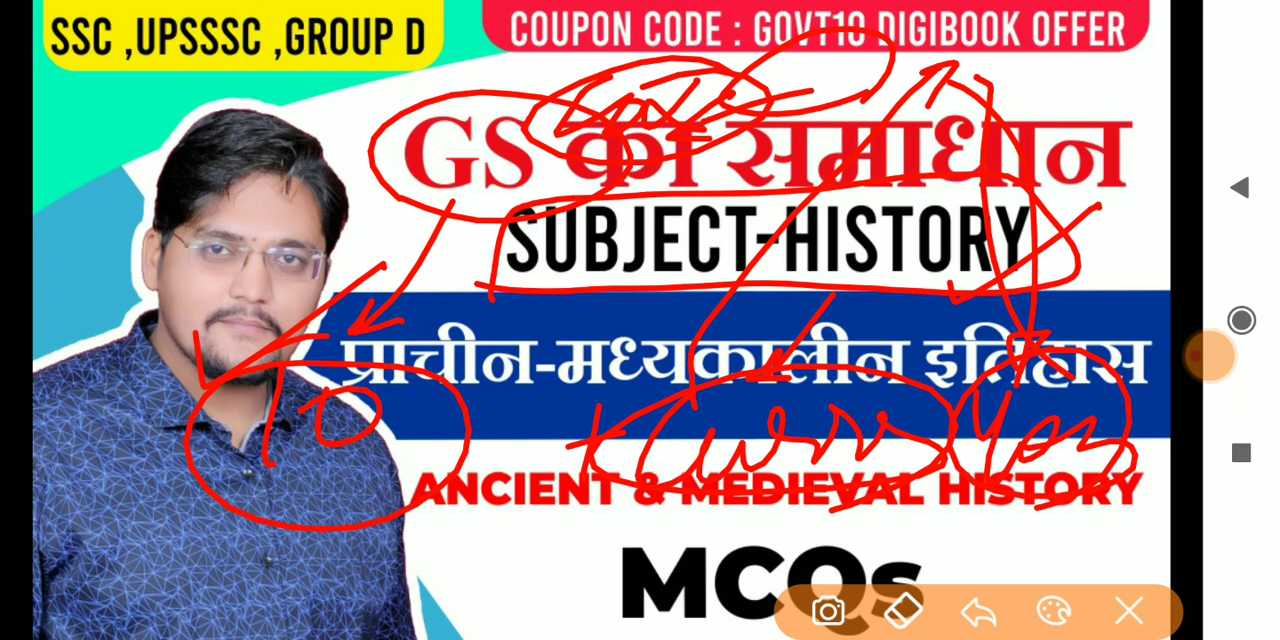 SSC ,UPSSSC ,GROUP D
COUPON CODE : GOVT10 DIGIBOOK OFFER
GS का समाधान
SUBJECT-HISTORY
प्राचीन-मध्यकालीन इतिहास
10
ANCIENT & MEDIEVAL HISTORY
MCQs